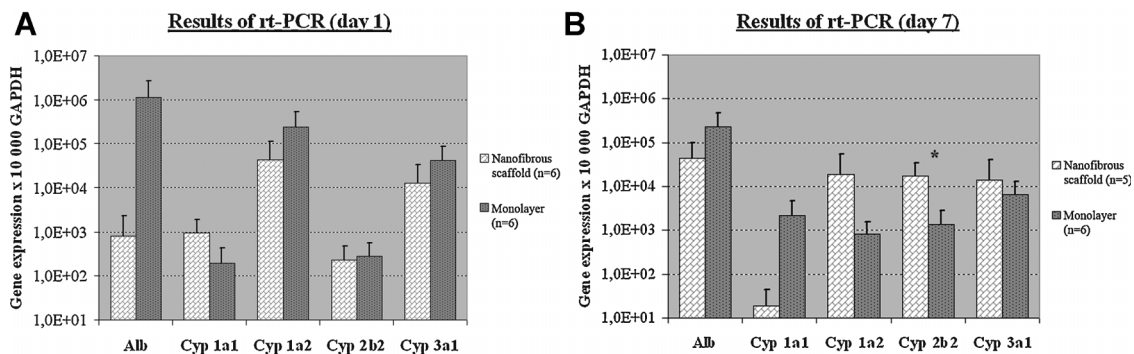 A
Results of rt-PCR (day 1)
Gene expression x 10 000 GAPDH
1,0E+07
1,0E+06
1,0E+05
1,0E+04
1,0E+03
1,0E+02
1,0E+01
Alb Cyp 1a1 Cyp 1a2 Cyp 2b2 Cyp 3a1
Nanofibrous
scaffold (n=6)
Monolayer
(n=6)
B
Results of rt-PCR (day 7)
Gene expression x 10 000 GAPDH
1,0E+07
1,0E+06
1,0E+05
1,0E+04
1,0E+03
1,0E+02
1,0E+01
*
Alb Cyp 1a1 Cyp 1a2 Cyp 2b2 Cyp 3a1
Nanofibrous
scaffold (n=5)
Monolayer
(n=6)